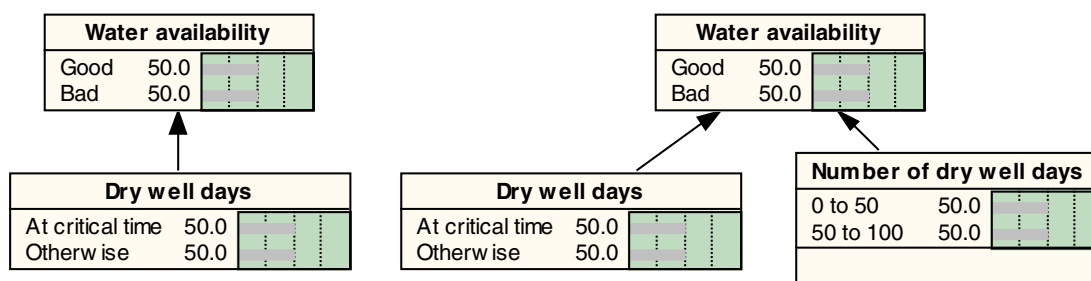 Water availability
Good 50.0
Bad 50.0
Dry well days
At critical time 50.0
Otherwise 50.0
Water availability
Good 50.0
Bad 50.0
Dry well days
At critical time 50.0
Otherwise 50.0
Number of dry well days
0 to 50 50.0
50 to 100 50.0